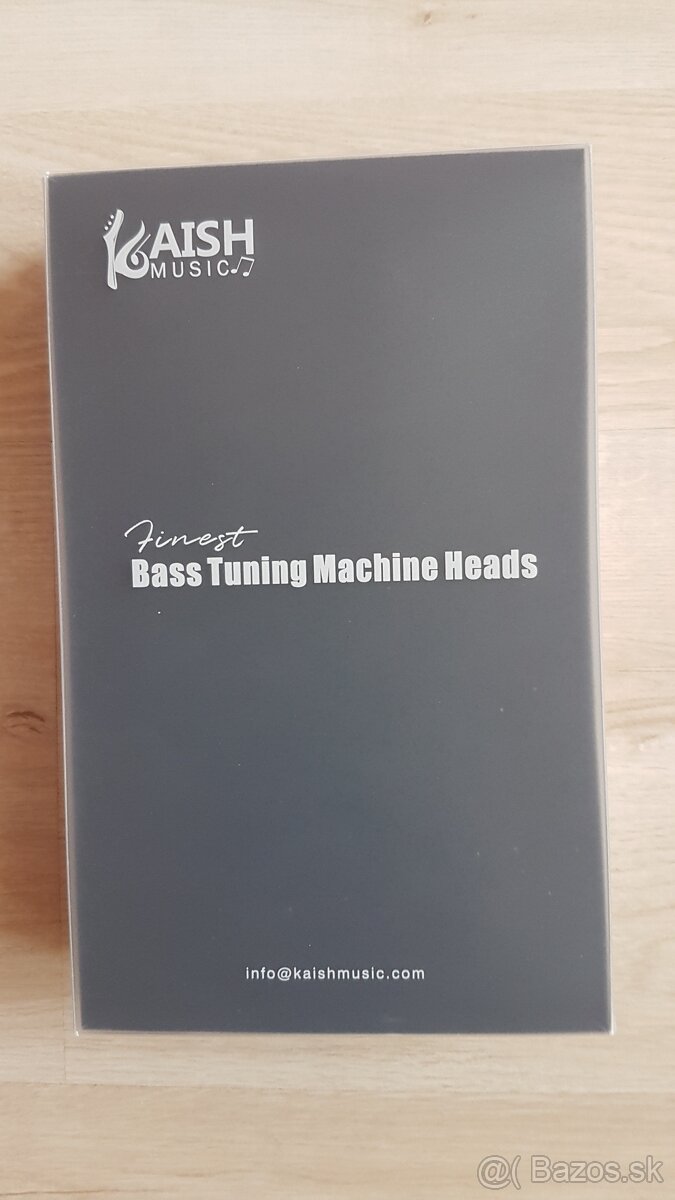 KAISH
MUSIC
Finest
Bass Tuning Machine Heads
info@kaishmusic.com
@( Bazos.sk